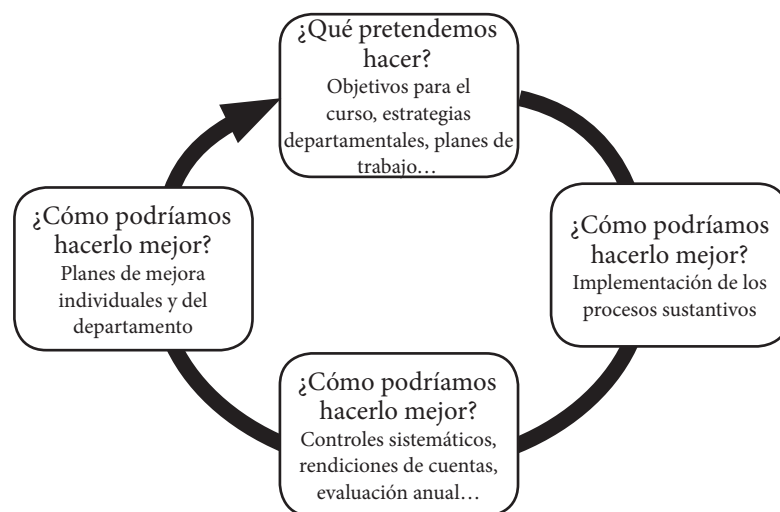 ¿Qué pretendemos
hacer?
Objetivos para el
curso, estrategias
departamentales, planes de
trabajo…
¿Cómo podríamos
hacerlo mejor?
Planes de mejora
individuales y del
departamento
¿Cómo podríamos
hacerlo mejor?
Implementación de los
procesos sustantivos
¿Cómo podríamos
hacerlo mejor?
Controles sistemáticos,
rendiciones de cuentas,
evaluación anual…